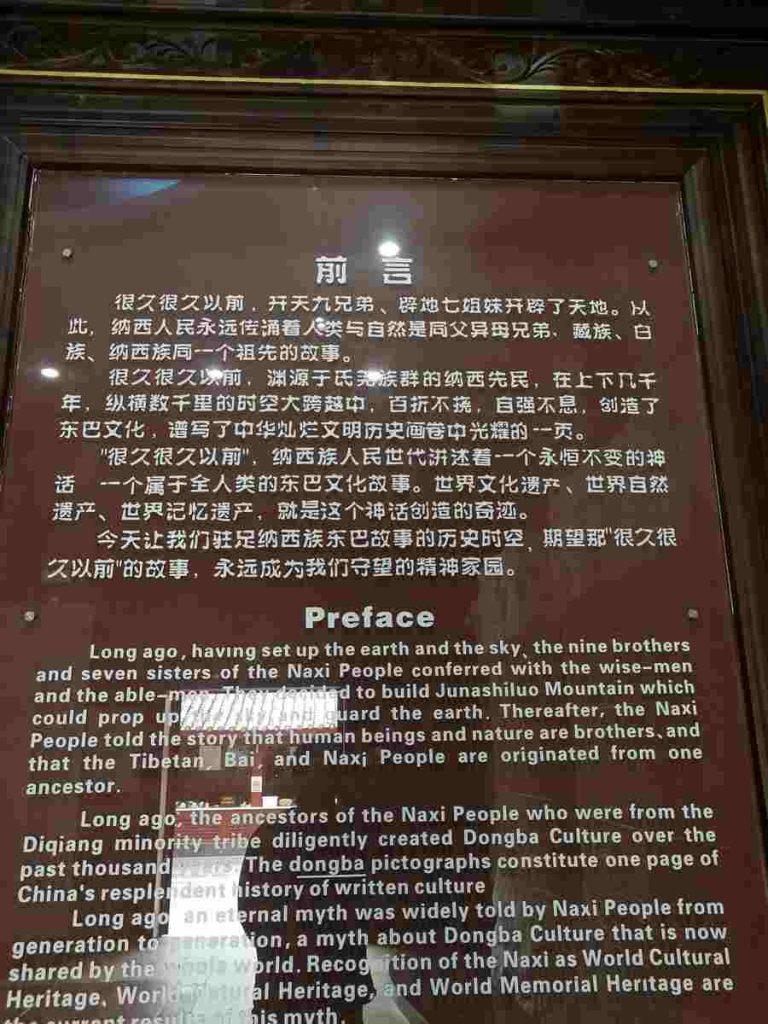 前 言
很久很久以前，开天九兄弟、辟地七姐妹开辟了天地。从
此，纳西人民永远传诵着人类与自然是同父异母兄弟，藏族、白
族、纳西族同一个祖先的故事。
很久很久以前，渊源于氐羌族群的纳西先民，在上下几千
年，纵横数千里的时空大跨越中，百折不挠，自强不息，创造了
东巴文化，谱写了中华灿烂文明历史画卷中光耀的一页。
"很久很久以前"，纳西族人民世代讲述着一个永恒不变的神
话 一个属于全人类的东巴文化故事。世界文化遗产、世界自然
遗产、世界记忆遗产，就是这个神话创造的奇迹。
今天让我们驻足纳西族东巴故事的历史时空，期望那"很久很
久以前"的故事，永远成为我们守望的精神家园。
Preface
Long ago, having set up the earth and the sky, the nine brothers
and seven sisters of the Naxi People conferred with the wise-men
and the able-men. They decided to build Junashiluo Mountain which
could prop up the sky and guard the earth. Thereafter, the Naxi
People told the story that human beings and nature are brothers, and
that the Tibetan, Bai, and Naxi People are originated from one
ancestor.
Long ago, the ancestors of the Naxi People who were from the
Diqiang minority tribe diligently created Dongba Culture over the
past thousand years. The dongba pictographs constitute one page of
China's resplendent history of written culture
Long ago, an eternal myth was widely told by Naxi People from
generation to generation, a myth about Dongba Culture that is now
shared by the whole world. Recognition of the Naxi as World Cultural
Heritage, World Natural Heritage, and World Memorial Heritage are
the current results of this myth.